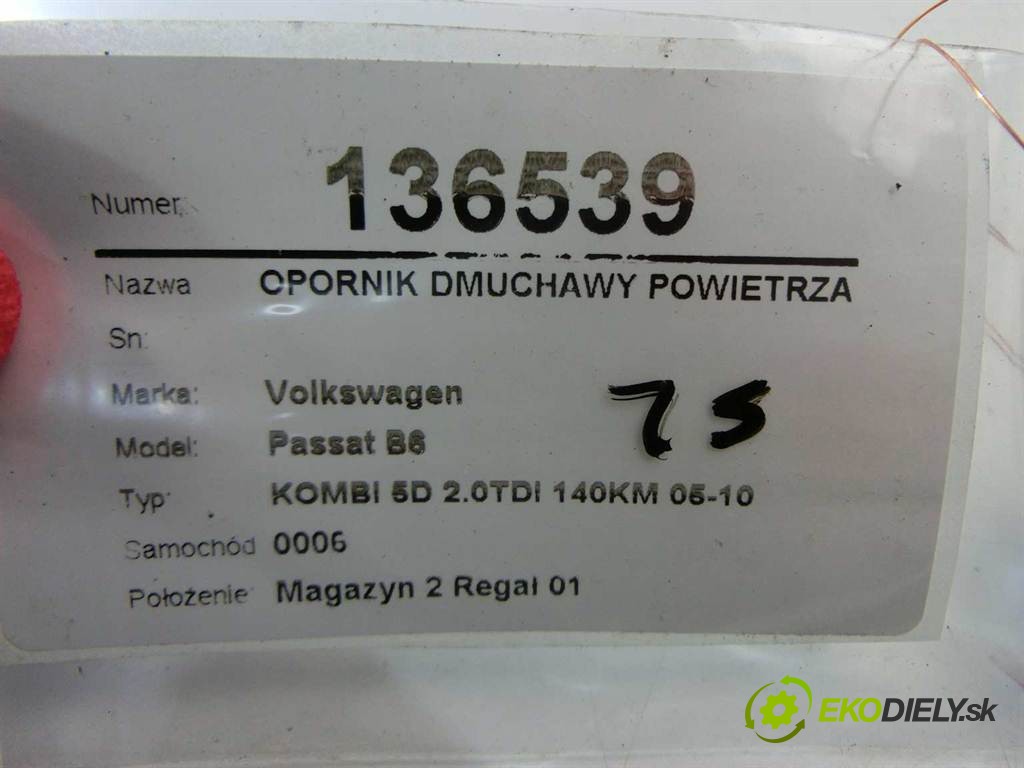 Numer: 136539
Nazwa OPORNIK DMUCHAWY POWIETRZA
Sn:
Marka: Volkswagen
Model: Passat B6
75
Typ: KOMBI 5D 2.0TDI 140KM 05-10
Samochód 0006
Położenie Magazyn 2 Regał 01
EKODIELY.sk